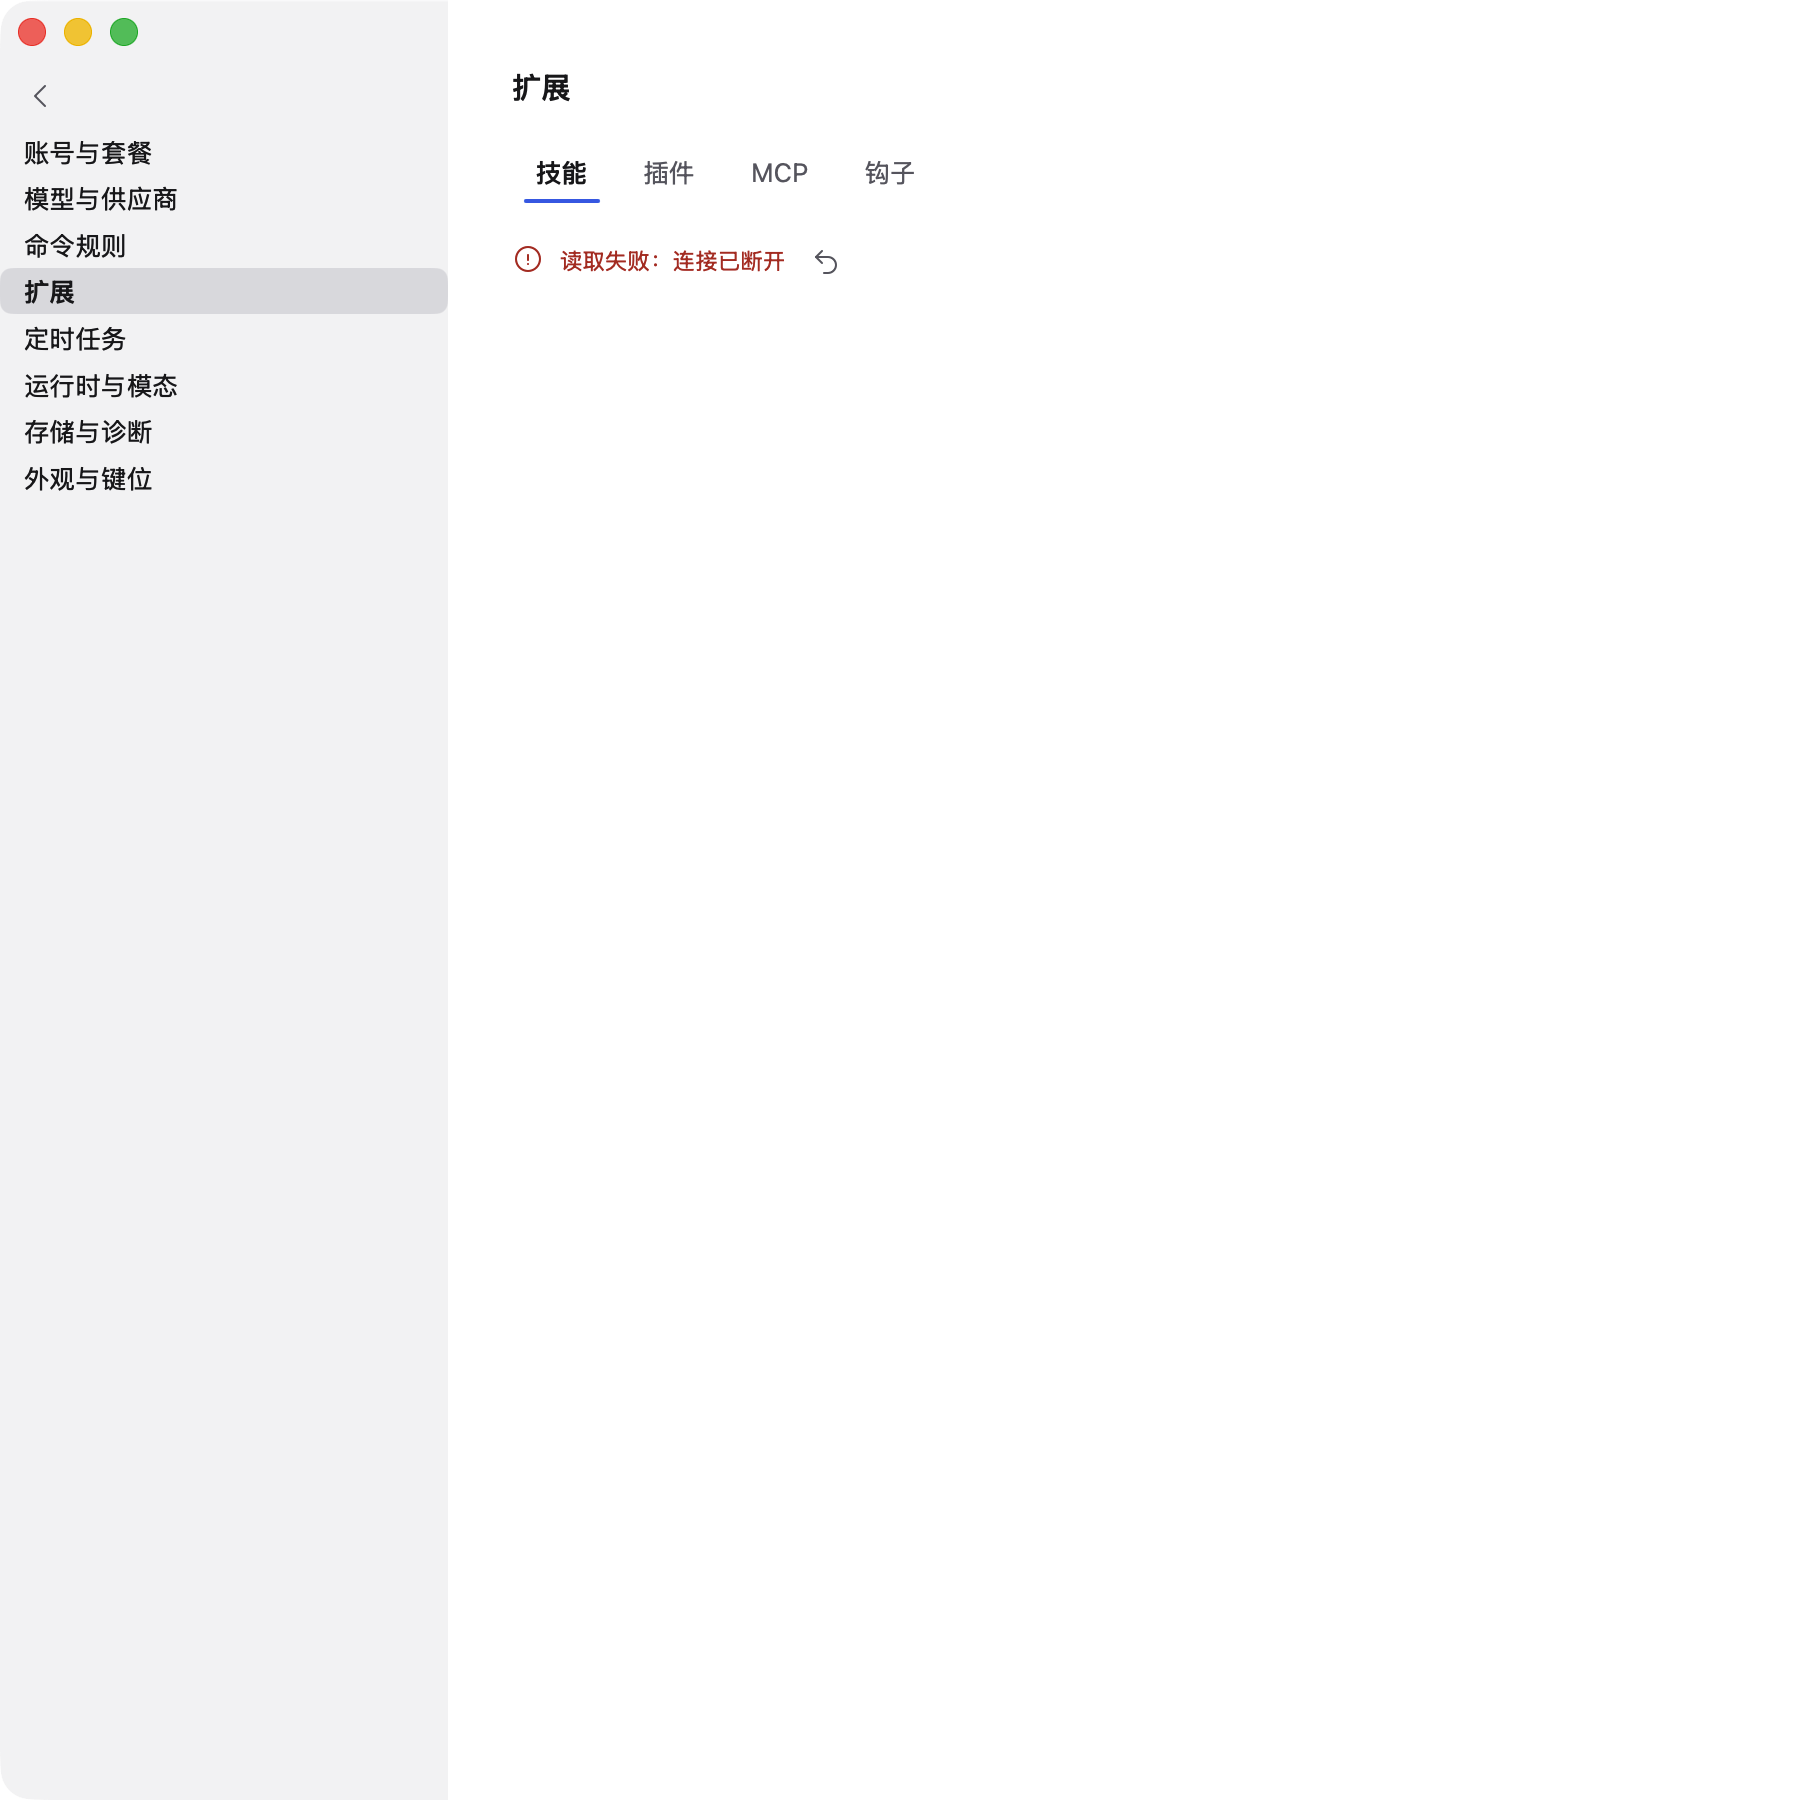 账号与套餐
模型与供应商
命令规则
扩展
定时任务
运行时与模态
存储与诊断
外观与键位
扩展
技能 插件 MCP 钩子
读取失败：连接已断开